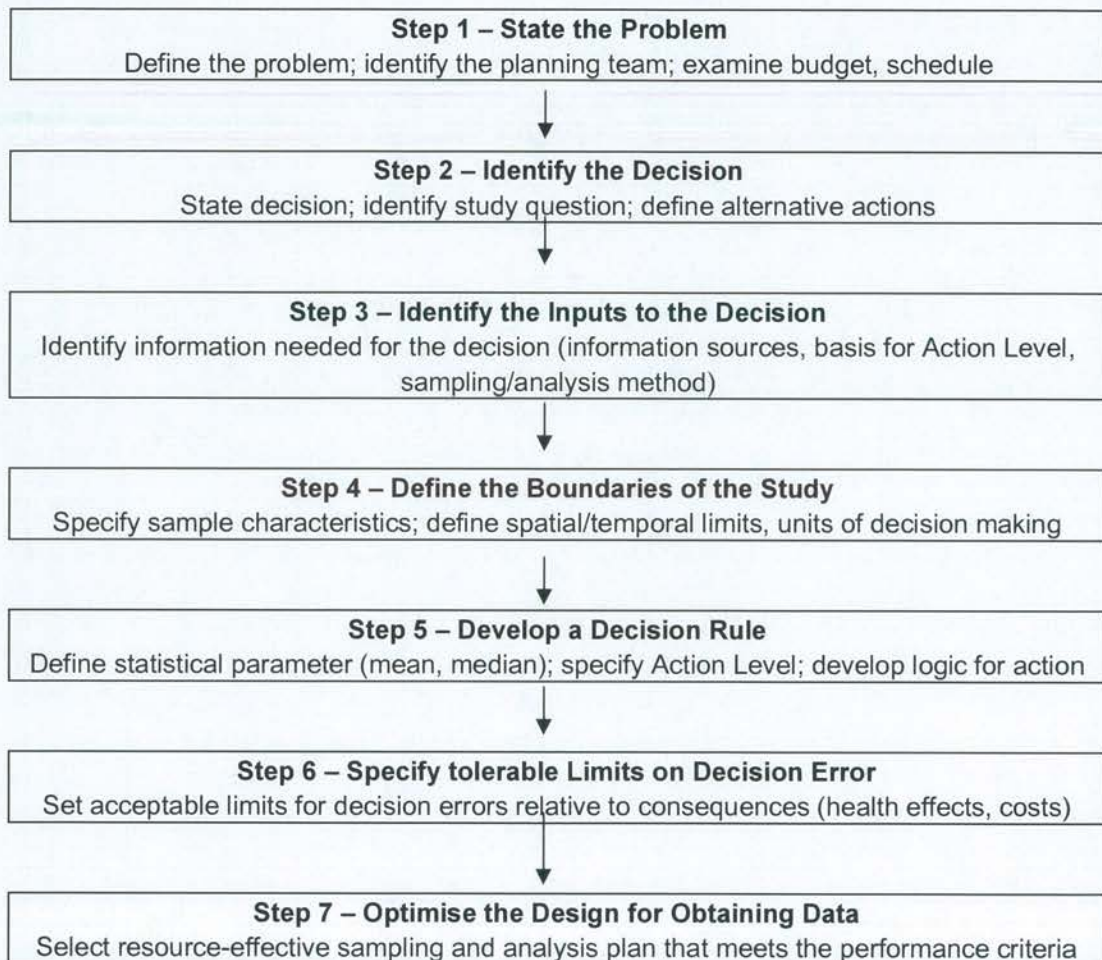 Step 1 – State the Problem
Define the problem; identify the planning team; examine budget, schedule
Step 2 – Identify the Decision
State decision; identify study question; define alternative actions
Step 3 – Identify the Inputs to the Decision
Identify information needed for the decision (information sources, basis for Action Level,
sampling/analysis method)
Step 4 – Define the Boundaries of the Study
Specify sample characteristics; define spatial/temporal limits, units of decision making
Step 5 – Develop a Decision Rule
Define statistical parameter (mean, median); specify Action Level; develop logic for action
Step 6 – Specify tolerable Limits on Decision Error
Set acceptable limits for decision errors relative to consequences (health effects, costs)
Step 7 – Optimise the Design for Obtaining Data
Select resource-effective sampling and analysis plan that meets the performance criteria